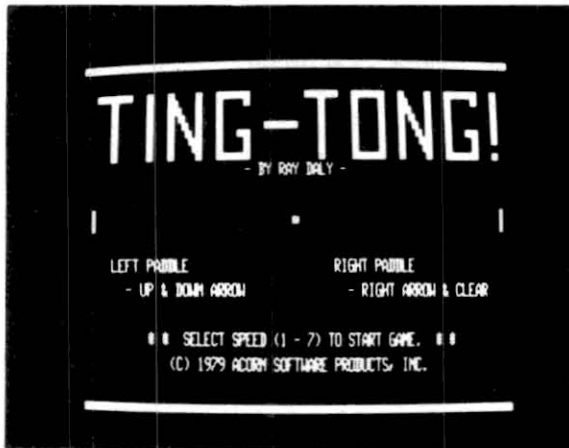 TING-TONG!
- BY RAY DALY -
LEFT PADDLE
RIGHT PADDLE
- UP & DOWN ARROW
- RIGHT ARROW & CLEAR
* * SELECT SPEED (1 - 7) TO START GAME. * *
(C) 1979 ACORN SOFTWARE PRODUCTS, INC.